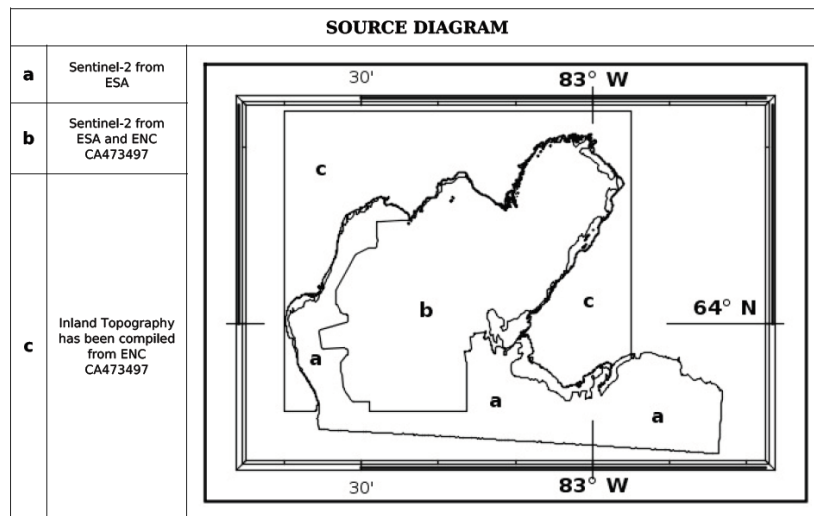 SOURCE DIAGRAM
a
Sentinel-2 from
ESA
b
Sentinel-2 from
ESA and ENC
CA473497
c
Inland Topography
has been compiled
from ENC
CA473497
30'
83° W
c
b
c
64° N
a
a
a
30'
83° W